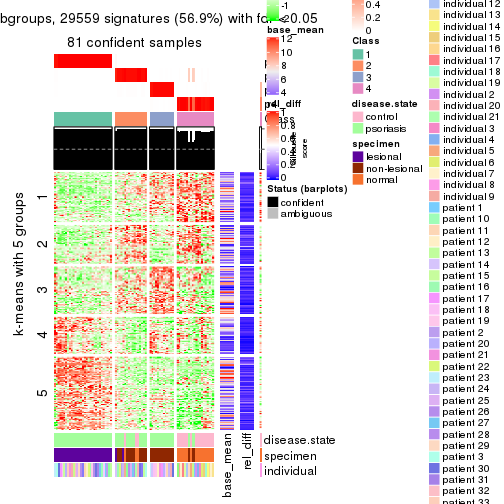 bgroups, 29559 signatures (56.9%) with fdr <0.05
81 confident samples
k-means with 5 groups
1
2
3
4
5
disease.state
specimen
individual
base_mean
rel_diff
-1
-2
base_mean
12
10
8
6
4
rel_diff
1
0.8
0.6
0.4
0.2
0
score
Status (barplots)
confident
ambiguous
0.4
0.2
0
Class
1
2
3
4
disease.state
control
psoriasis
specimen
lesional
non-lesional
normal
individual 12
individual 13
individual 14
individual 15
individual 16
individual 17
individual 18
individual 19
individual 2
individual 20
individual 21
individual 3
individual 4
individual 5
individual 6
individual 7
individual 8
individual 9
patient 1
patient 10
patient 11
patient 12
patient 13
patient 14
patient 15
patient 16
patient 17
patient 18
patient 19
patient 2
patient 20
patient 21
patient 22
patient 23
patient 24
patient 25
patient 26
patient 27
patient 28
patient 29
patient 3
patient 30
patient 31
patient 32
patient 33